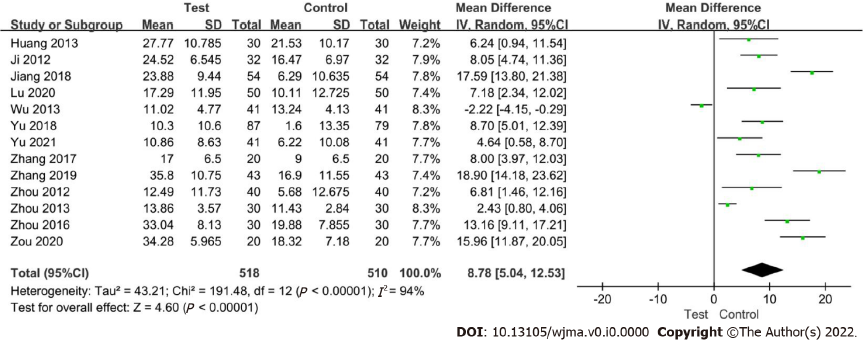 Test Control Mean Difference Mean Difference
Study or Subgroup Mean SD Total Mean SD Total Weight IV, Random, 95%CI IV, Random, 95%CI
Huang 2013 27.77 10.785 30 21.53 10.17 30 7.2% 6.24 [0.94, 11.54]
Ji 2012 24.52 6.545 32 16.47 6.97 32 7.8% 8.05 [4.74, 11.36]
Jiang 2018 23.88 9.44 54 6.29 10.635 54 7.7% 17.59 [13.80, 21.38]
Lu 2020 17.29 11.95 50 10.11 12.725 50 7.3% 7.18 [2.34, 12.02]
Wu 2013 11.02 4.77 41 13.24 4.13 41 8.3% -2.22 [-4.15, -0.29]
Yu 2018 10.3 10.6 87 1.6 13.35 79 7.7% 8.70 [5.01, 12.39]
Yu 2021 10.86 8.63 41 6.22 10.08 41 7.6% 4.64 [0.58, 8.70]
Zhang 2017 17 6.5 20 9 6.5 20 7.6% 8.00 [3.97, 12.03]
Zhang 2019 35.8 10.75 43 16.9 11.55 43 7.4% 18.90 [14.18, 23.62]
Zhou 2012 12.49 11.73 40 5.68 12.675 40 7.2% 6.81 [1.46, 12.16]
Zhou 2013 13.86 3.57 30 11.43 2.84 30 8.3% 2.43 [0.80, 4.06]
Zhou 2016 33.04 8.13 30 19.88 7.855 30 7.6% 13.16 [9.11, 17.21]
Zou 2020 34.28 5.965 20 18.32 7.18 20 7.6% 15.96 [11.87, 20.05]
Total (95%CI) 518 510 100.0% 8.78 [5.04, 12.53]
Heterogeneity: Tau² = 43.21; Chi² = 191.48, df = 12 (P < 0.00001); I² = 94%
Test for overall effect: Z = 4.60 (P < 0.00001)
-20 -10 0 10 20
Test Control
DOI: 10.13105/wjma.v0.i0.0000 Copyright ©The Author(s) 2022.